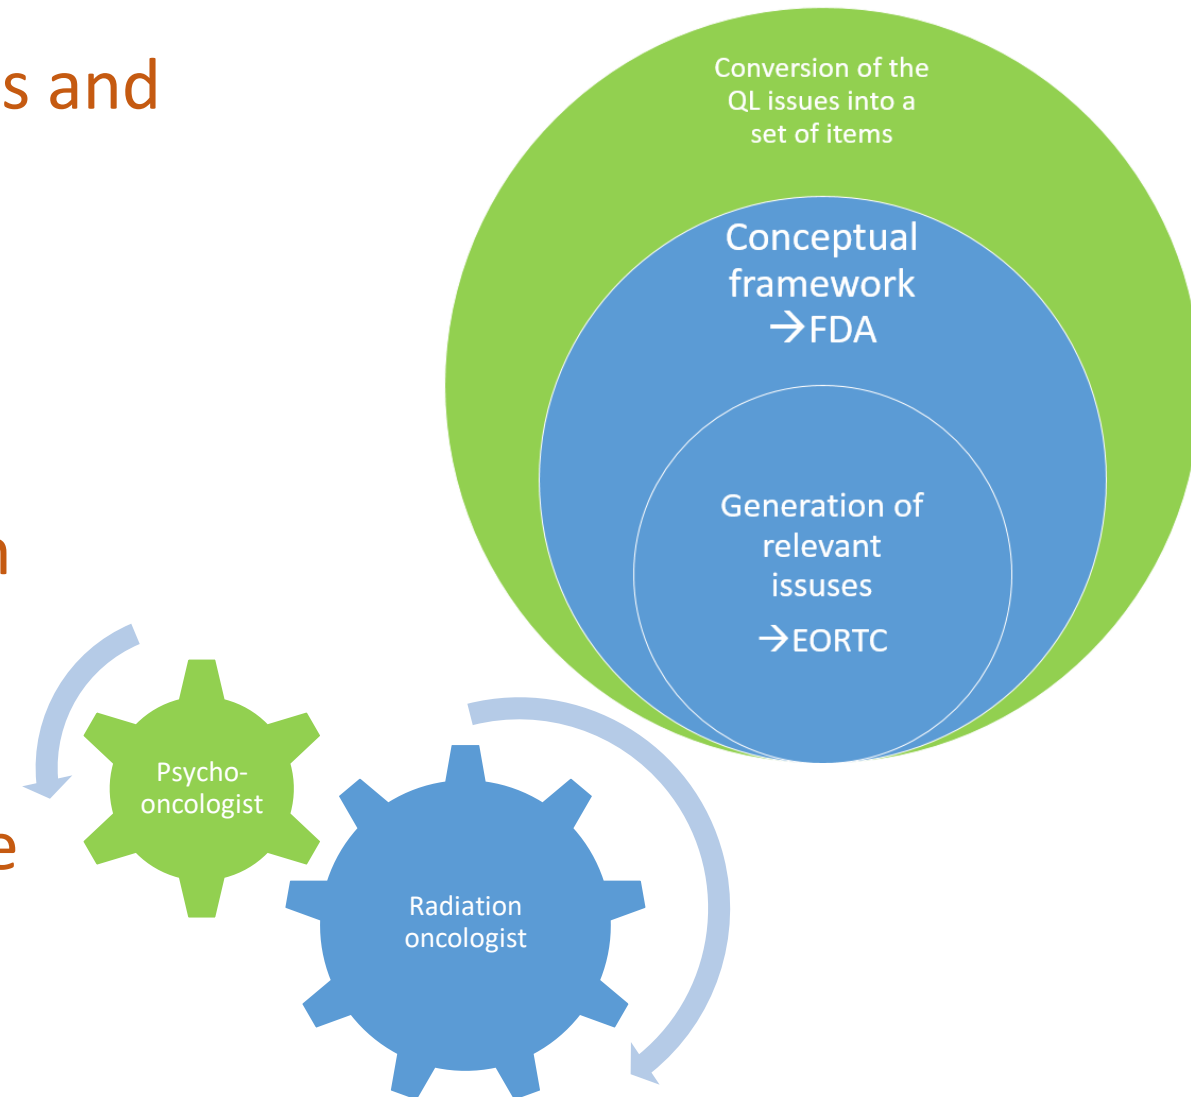 s and
Conversion of the
QL issues into a
set of items
Conceptual
framework
→FDA
Generation of
relevant
issuses
→EORTC
n
Psycho-
oncologist
e
Radiation
oncologist